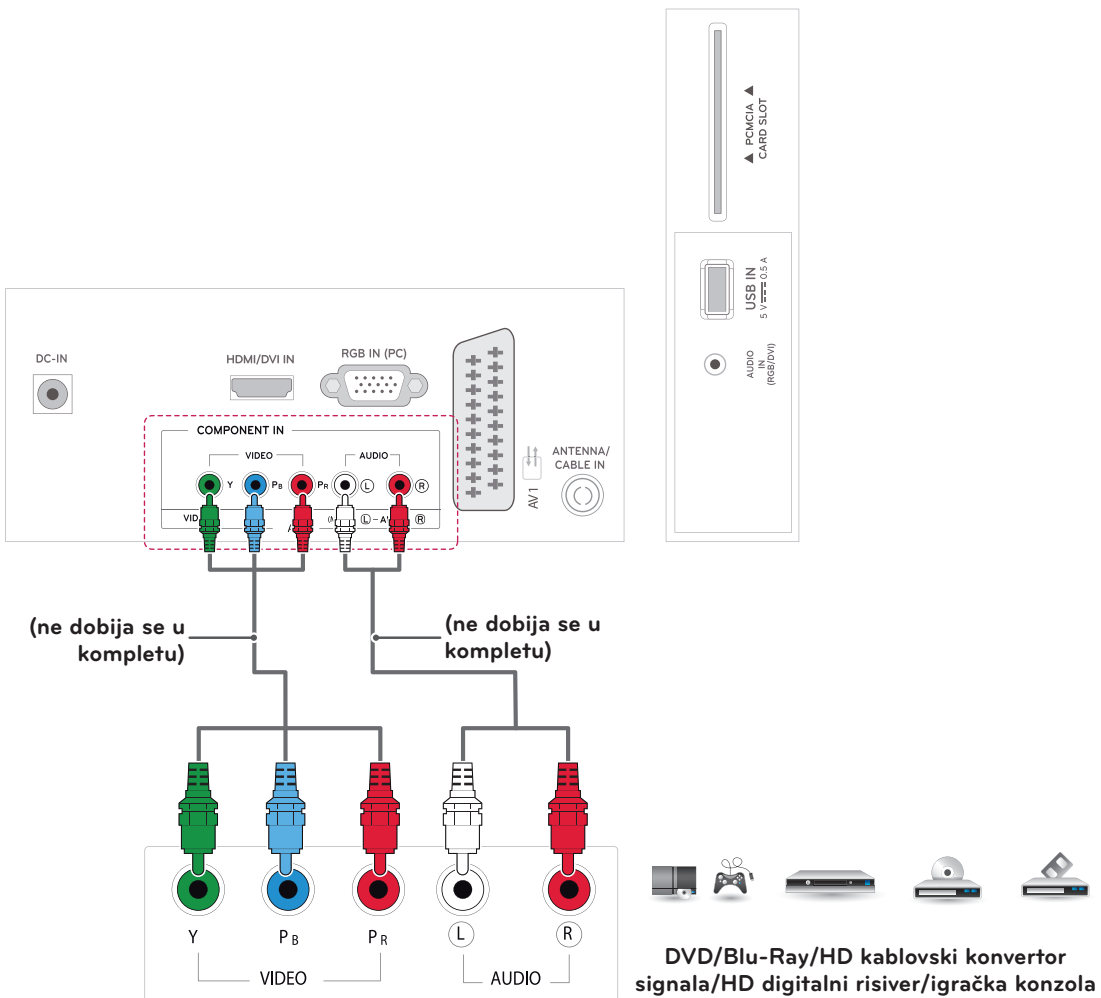 ▲ PCMCIA ▲
CARD SLOT
USB IN
5 V 0.5 A
AUDIO
IN
(RGB/DVI)
DC-IN
HDMI/DVI IN
RGB IN (PC)
COMPONENT IN
VIDEO
AUDIO
Y
PB
PR
L
R
VID
L
R
AV1
ANTENNA/
CABLE IN
(ne dobija se u
kompletu)
(ne dobija se u
kompletu)
Y
PB
PR
L
R
VIDEO
AUDIO
DVD/Blu-Ray/HD kablovski konvertor
signala/HD digitalni risiver/igračka konzola